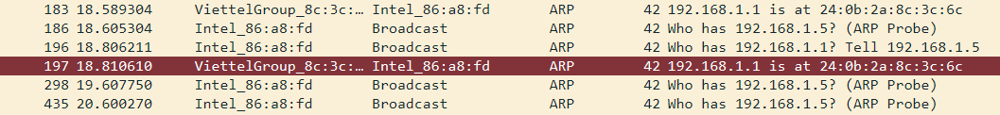 183 18.589304 ViettelGroup_8c:3c:… Intel_86:a8:fd ARP 42 192.168.1.1 is at 24:0b:2a:8c:3c:6c
186 18.605304 Intel_86:a8:fd Broadcast ARP 42 Who has 192.168.1.5? (ARP Probe)
196 18.806211 Intel_86:a8:fd Broadcast ARP 42 Who has 192.168.1.1? Tell 192.168.1.5
197 18.810610 ViettelGroup_8c:3c:… Intel_86:a8:fd ARP 42 192.168.1.1 is at 24:0b:2a:8c:3c:6c
298 19.607750 Intel_86:a8:fd Broadcast ARP 42 Who has 192.168.1.5? (ARP Probe)
435 20.600270 Intel_86:a8:fd Broadcast ARP 42 Who has 192.168.1.5? (ARP Probe)